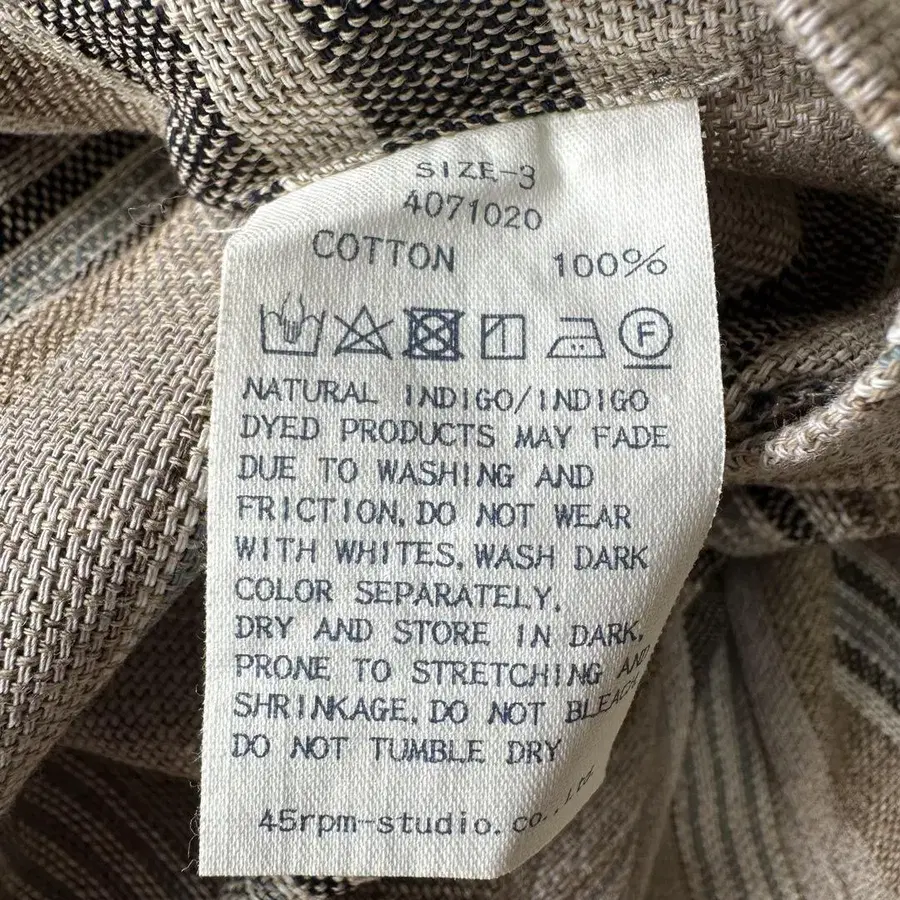 SIZE-3
4071020
COTTON 100%
F
NATURAL INDIGO/INDIGO
DYED PRODUCTS MAY FADE
DUE TO WASHING AND
FRICTION, DO NOT WEAR
WITH WHITES, WASH DARK
COLOR SEPARATELY,
DRY AND STORE IN DARK,
PRONE TO STRETCHING AND
SHRINKAGE, DO NOT BLEACH
DO NOT TUMBLE DRY
45rpm-studio.co.,Ltd.